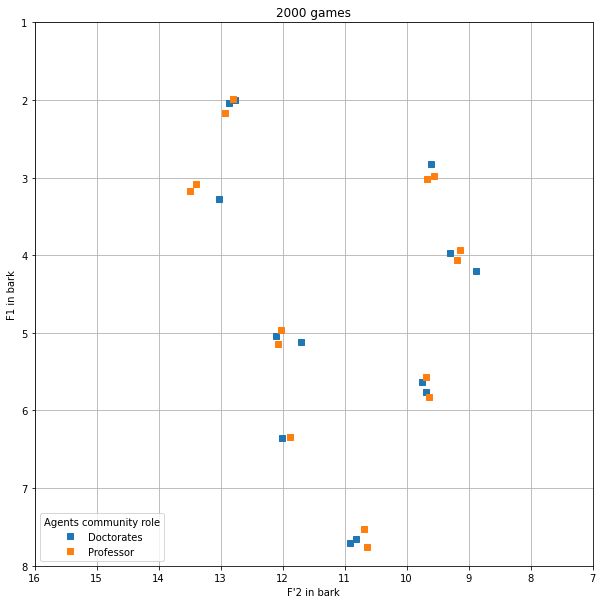 2000 games
1
2
3
4
5
6
7
8
F1 in bark
Agents community role
Doctorates
Professor
16 15 14 13 12 11 10 9 8 7
F'2 in bark